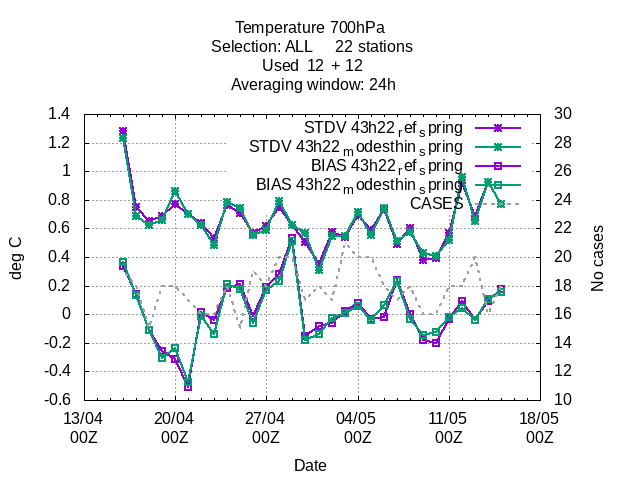 Temperature 700hPa
Selection: ALL 22 stations
Used 12 + 12
Averaging window: 24h
STDV 43h22_ref_spring
STDV 43h22_modesthin_spring
BIAS 43h22_ref_spring
BIAS 43h22_modesthin_spring
CASES
deg C
1.4
1.2
1
0.8
0.6
0.4
0.2
0
-0.2
-0.4
-0.6
No cases
30
28
26
24
22
20
18
16
14
12
10
13/04 20/04 27/04 04/05 11/05 18/05
00Z 00Z 00Z 00Z 00Z 00Z
Date